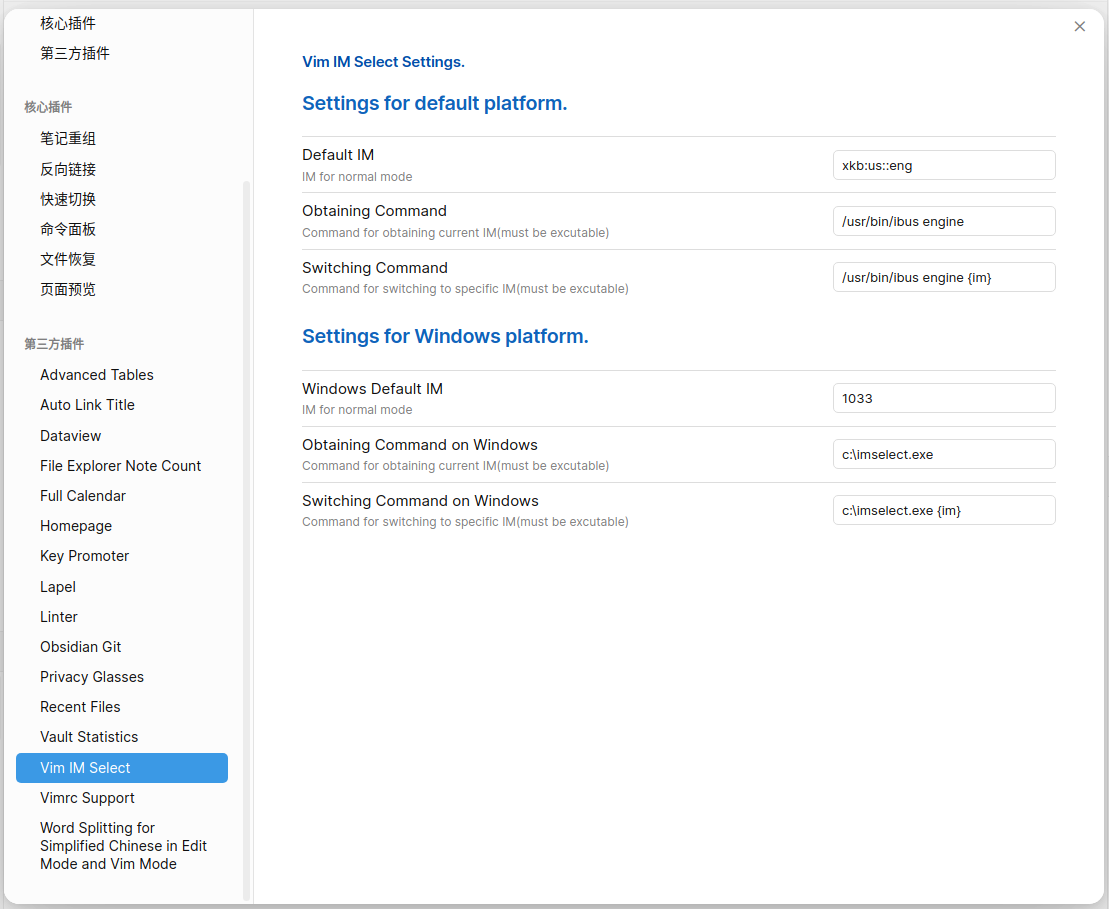 核心插件
第三方插件
核心插件
笔记重组
反向链接
快速切换
命令面板
文件恢复
页面预览
第三方插件
Advanced Tables
Auto Link Title
Dataview
File Explorer Note Count
Full Calendar
Homepage
Key Promoter
Lapel
Linter
Obsidian Git
Privacy Glasses
Recent Files
Vault Statistics
Vim IM Select
Vimrc Support
Word Splitting for
Simplified Chinese in Edit
Mode and Vim Mode
Vim IM Select Settings.
Settings for default platform.
Default IM
IM for normal mode
xkb:us::eng
Obtaining Command
Command for obtaining current IM(must be excutable)
/usr/bin/ibus engine
Switching Command
Command for switching to specific IM(must be excutable)
/usr/bin/ibus engine {im}
Settings for Windows platform.
Windows Default IM
IM for normal mode
1033
Obtaining Command on Windows
Command for obtaining current IM(must be excutable)
c:\imselect.exe
Switching Command on Windows
Command for switching to specific IM(must be excutable)
c:\imselect.exe {im}